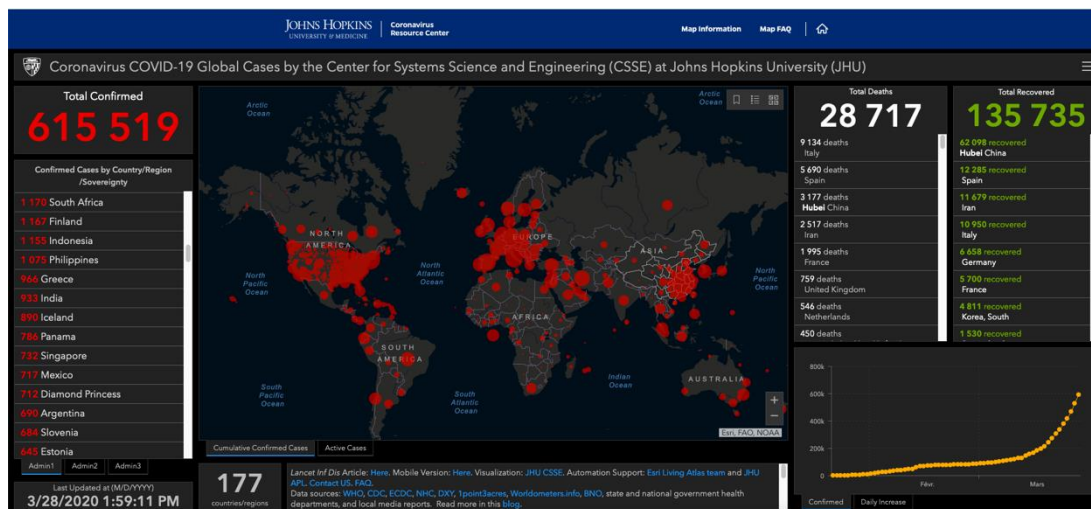 JOHNS HOPKINS
UNIVERSITY & MEDICINE
Coronavirus
Resource Center
Map Information
Map FAQ
Coronavirus COVID-19 Global Cases by the Center for Systems Science and Engineering (CSSE) at Johns Hopkins University (JHU)
Total Confirmed
615 519
Confirmed Cases by Country/Region
/Sovereignty
1 170 South Africa
1 167 Finland
1 155 Indonesia
1 075 Philippines
966 Greece
933 India
890 Iceland
786 Panama
732 Singapore
717 Mexico
712 Diamond Princess
690 Argentina
684 Slovenia
645 Estonia
Admin1
Admin2
Admin3
Last Updated at (M/D/YYYY)
3/28/2020 1:59:11 PM
Arctic
Ocean
Arctic
Ocean
NORTH
AMERICA
EUROPE
ASIA
North
Pacific
Ocean
North
Atlantic
Ocean
North
Pacific
Ocean
AFRICA
SOUTH
AMERICA
Indian
Ocean
AUSTRALIA
South
Pacific
Ocean
South
Atlantic
Ocean
+
−
Esri, FAO, NOAA
Cumulative Confirmed Cases
Active Cases
177
countries/regions
Lancet Inf Dis Article: Here. Mobile Version: Here. Visualization: JHU CSSE. Automation Support: Esri Living Atlas team and JHU
APL. Contact US. FAQ.
Data sources: WHO, CDC, ECDC, NHC, DXY, 1point3acres, Worldometers.info, BNO, state and national government health
departments, and local media reports. Read more in this blog.
Total Deaths
28 717
9 134 deaths
Italy
5 690 deaths
Spain
3 177 deaths
Hubei China
2 517 deaths
Iran
1 995 deaths
France
759 deaths
United Kingdom
546 deaths
Netherlands
450 deaths
Total Recovered
135 735
62 098 recovered
Hubei China
12 285 recovered
Spain
11 679 recovered
Iran
10 950 recovered
Italy
6 658 recovered
Germany
5 700 recovered
France
4 811 recovered
Korea, South
1 530 recovered
800k
600k
400k
200k
0
Févr.
Mars
Confirmed
Daily Increase